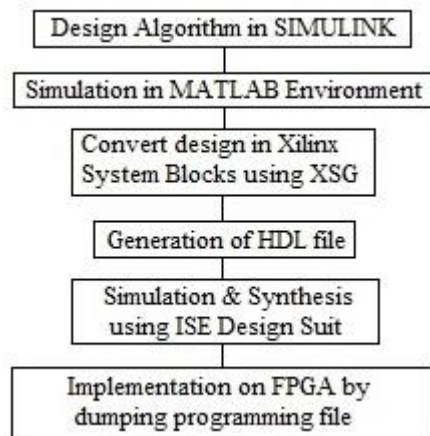 Design Algorithm in SIMULINK
Simulation in MATLAB Environment
Convert design in Xilinx
System Blocks using XSG
Generation of HDL file
Simulation & Synthesis
using ISE Design Suit
Implementation on FPGA by
dumping programming file